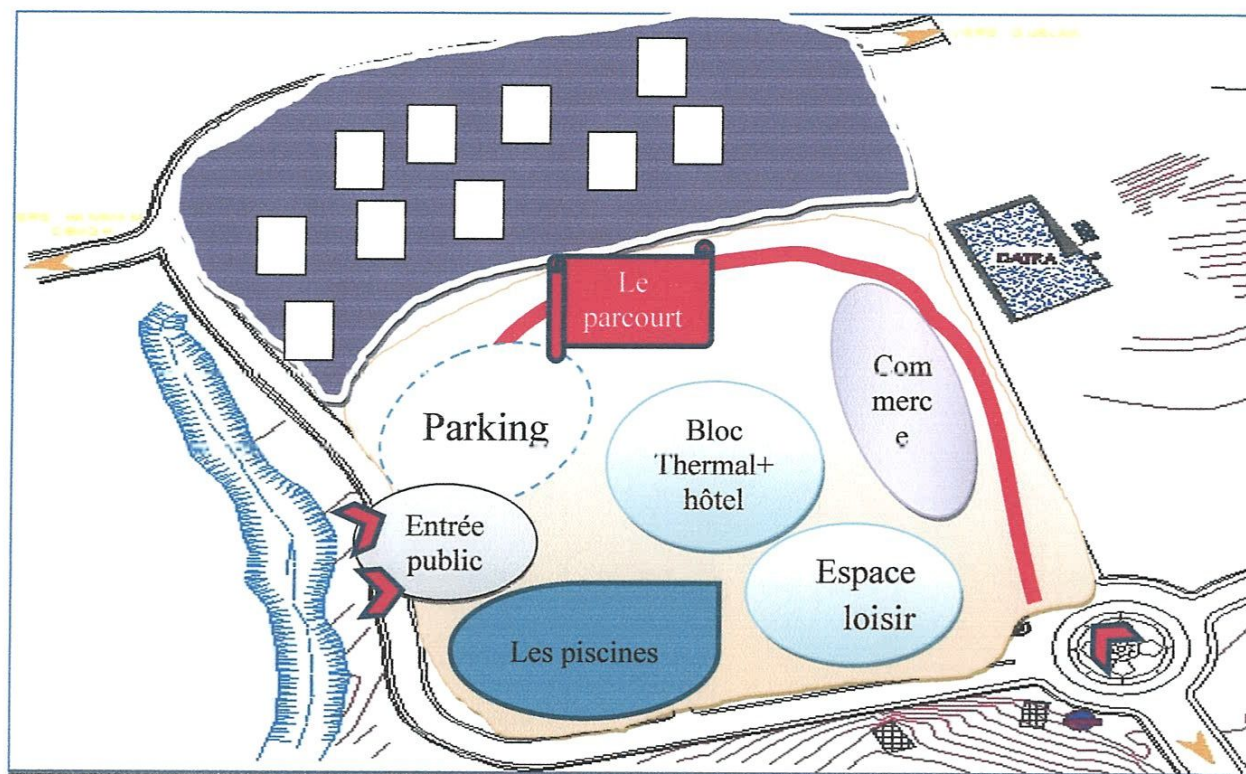 DAIRA
Le
parcourt
Com
merc
e
Parking
Bloc
Thermal+
hôtel
Entrée
public
Espace
loisir
Les piscines